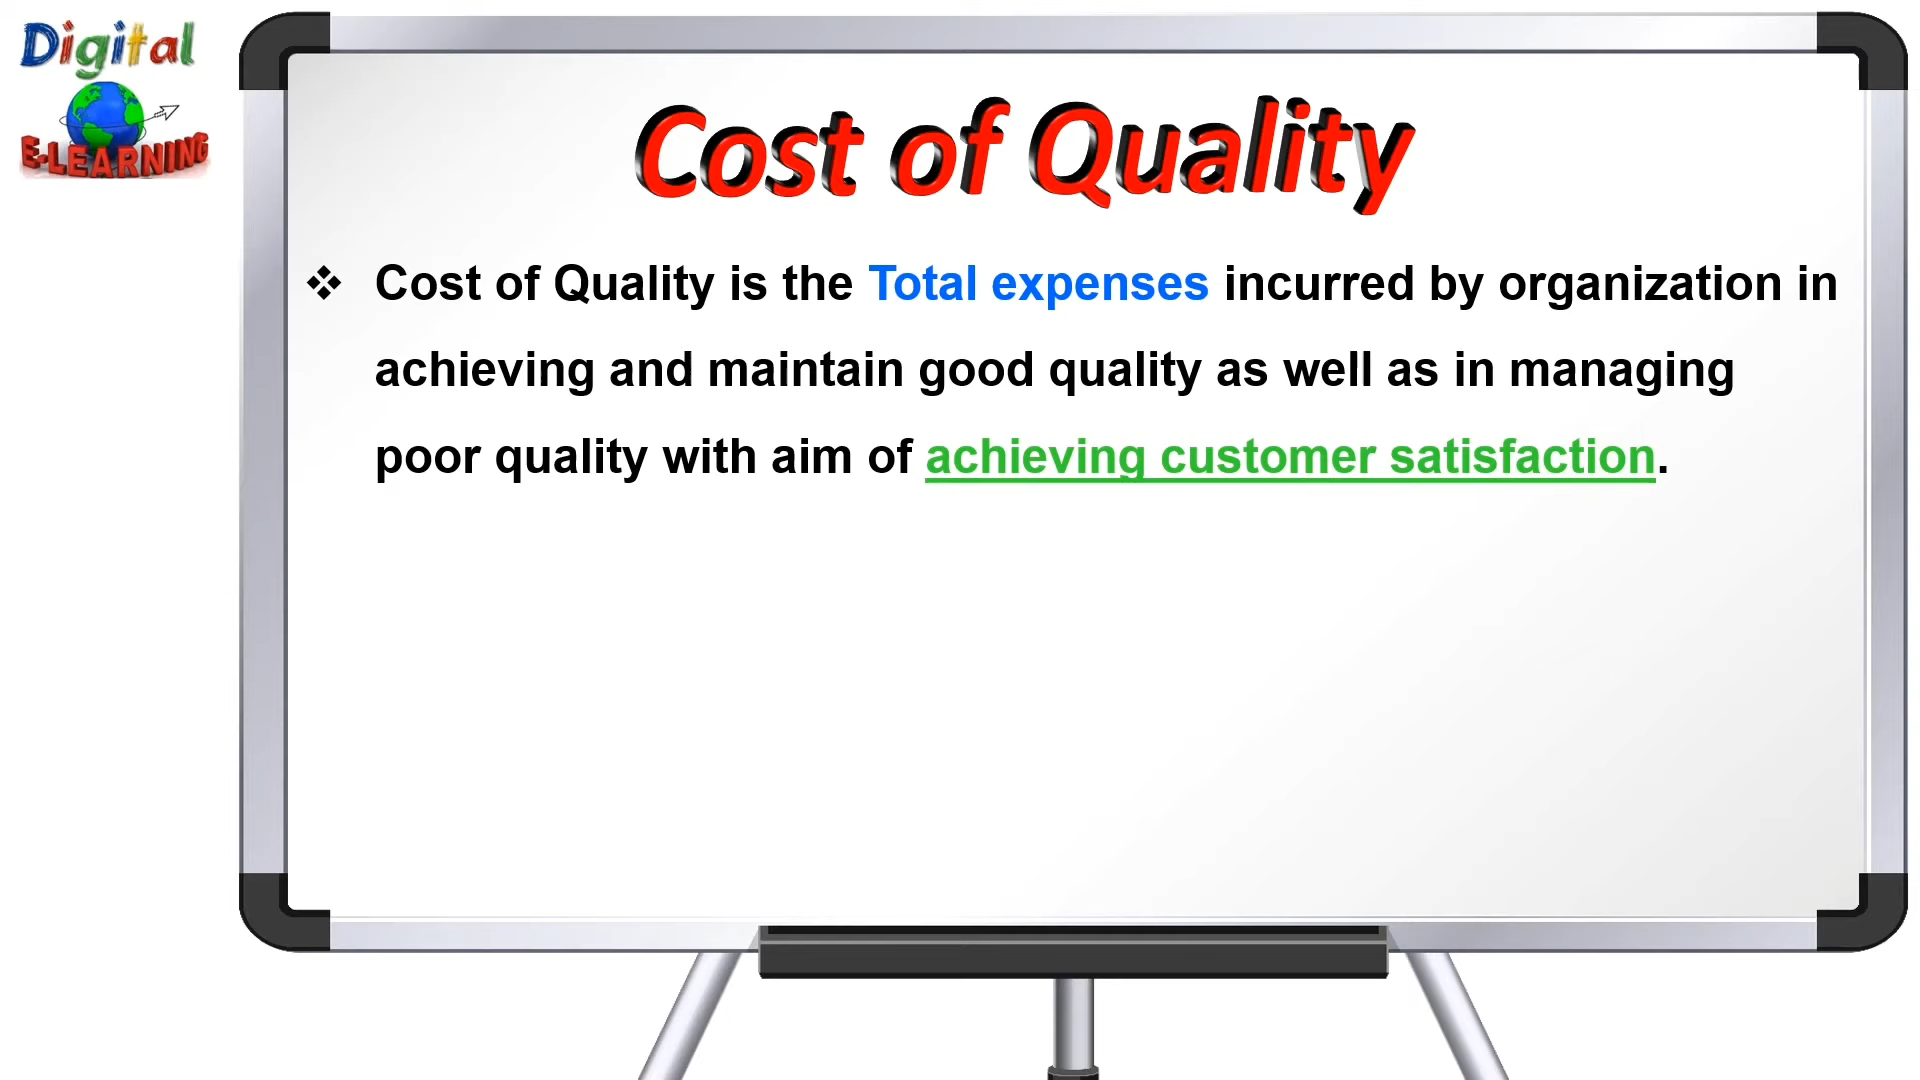 Digital
E-LEARNING
Cost of Quality
❖ Cost of Quality is the Total expenses incurred by organization in
achieving and maintain good quality as well as in managing
poor quality with aim of achieving customer satisfaction.